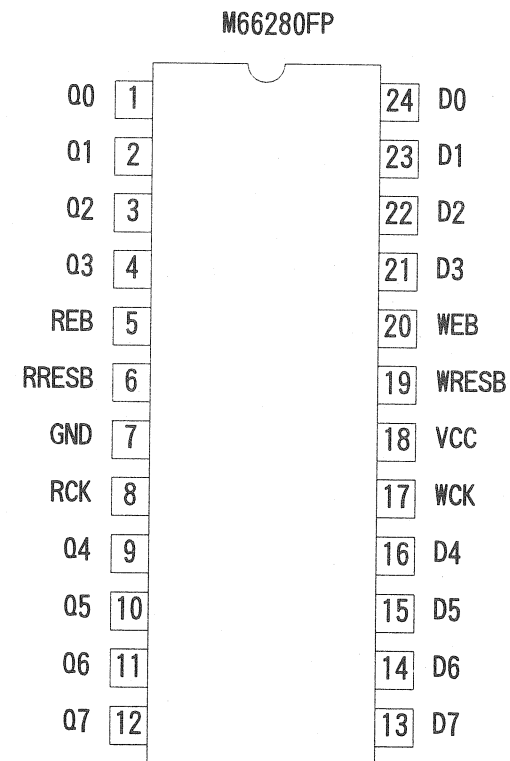 M66280FP
Q0 1 24 D0
Q1 2 23 D1
Q2 3 22 D2
Q3 4 21 D3
REB 5 20 WEB
RRESB 6 19 WRESB
GND 7 18 VCC
RCK 8 17 WCK
Q4 9 16 D4
Q5 10 15 D5
Q6 11 14 D6
Q7 12 13 D7